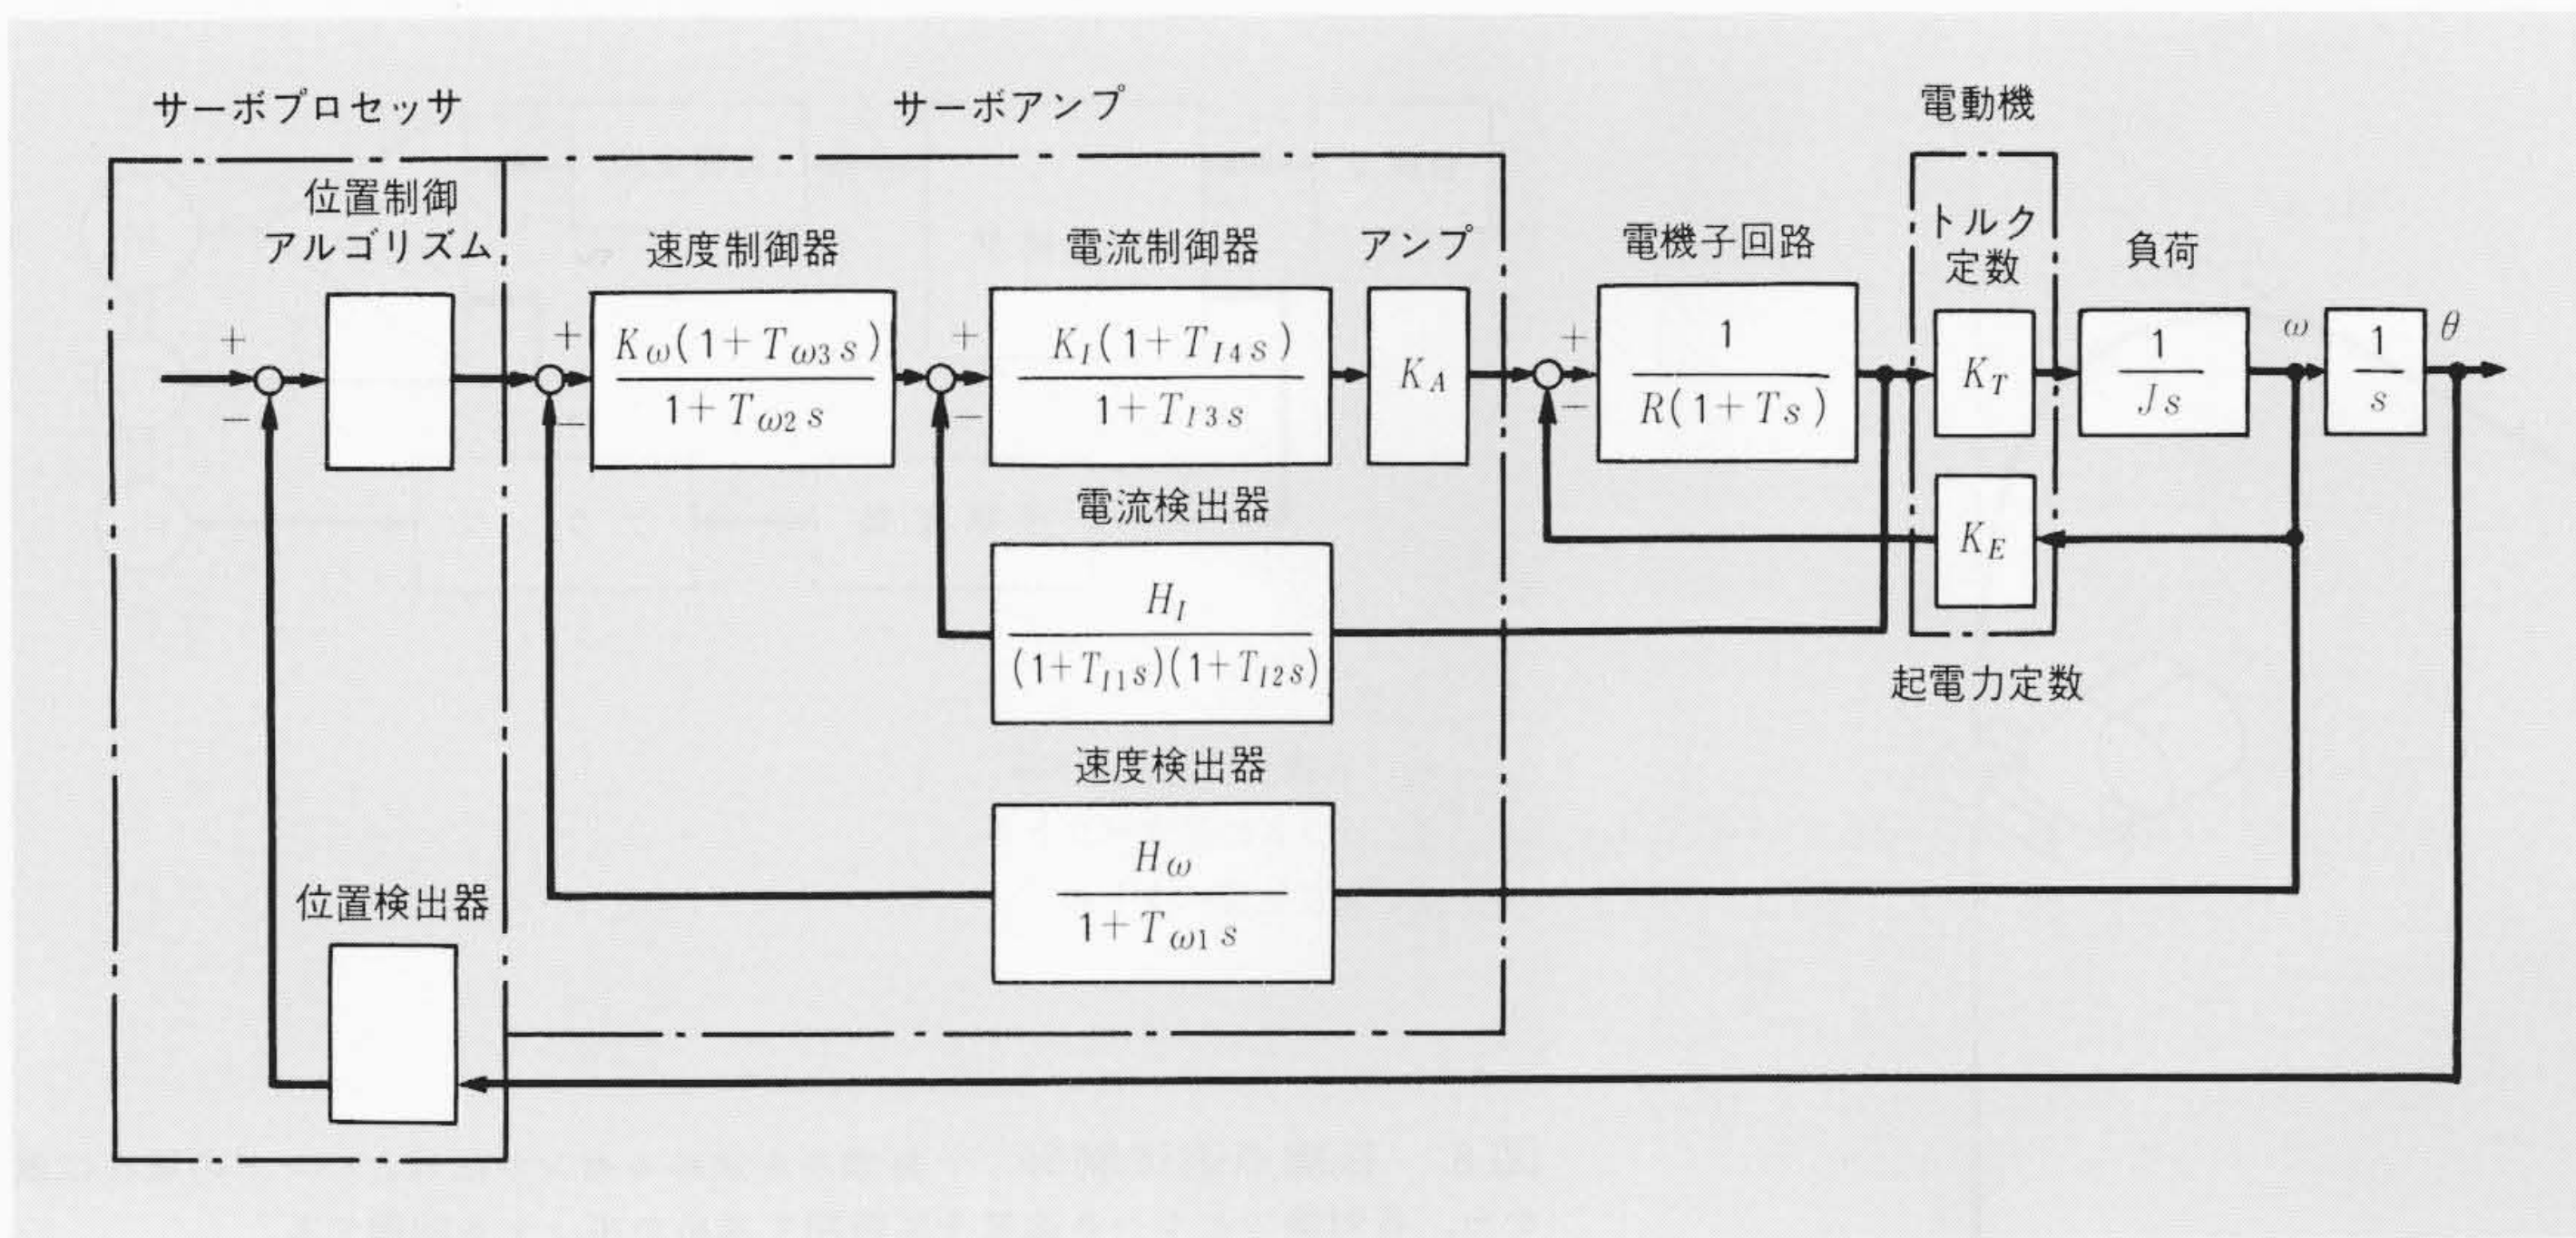 サーボプロセッサ
サーボアンプ
電動機
位置制御
アルゴリズム
速度制御器
電流制御器
アンプ
電機子回路
トルク
定数
負荷
+
−
+
−
Kω(1+Tω3 s)
1+Tω2 s
+
−
KI(1+TI4 s)
1+TI3 s
KA
+
−
1
R(1+Ts)
KT
1
Js
ω
1
s
θ
電流検出器
HI
(1+TI1 s)(1+TI2 s)
KE
起電力定数
速度検出器
Hω
1+Tω1 s
位置検出器